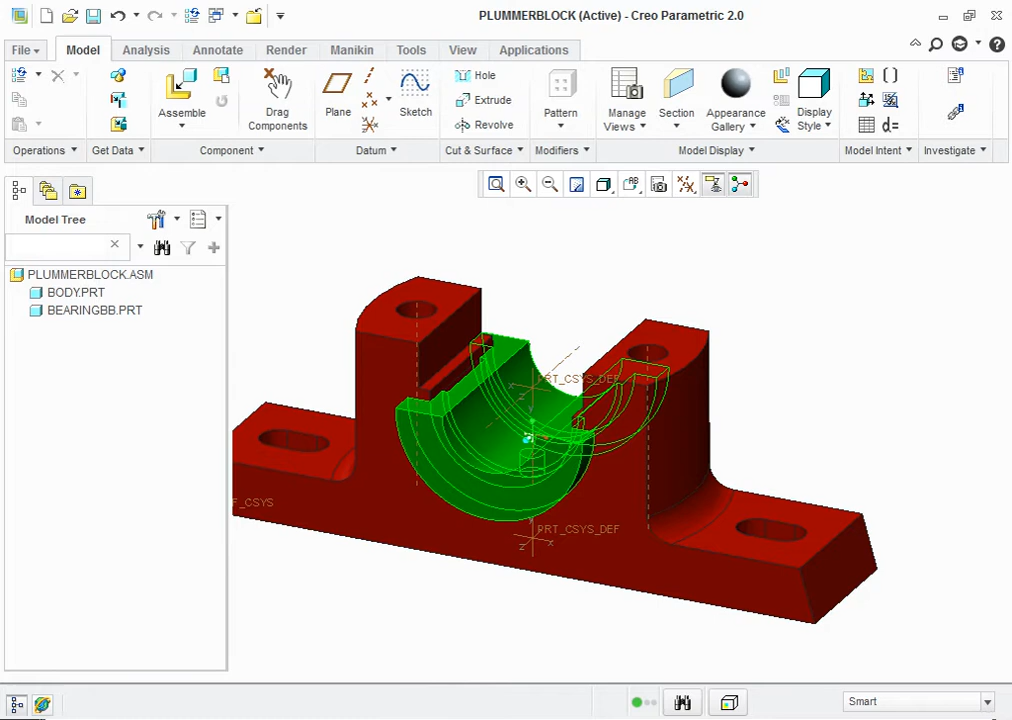 PLUMMERBLOCK (Active) - Creo Parametric 2.0
File
Model
Analysis
Annotate
Render
Manikin
Tools
View
Applications
Assemble
Drag
Components
Plane
Sketch
Hole
Extrude
Revolve
Pattern
Manage
Views
Section
Appearance
Gallery
Display
Style
d=
Operations
Get Data
Component
Datum
Cut & Surface
Modifiers
Model Display
Model Intent
Investigate
Model Tree
PLUMMERBLOCK.ASM
BODY.PRT
BEARINGBB.PRT
PRT_CSYS_DEF
x
z
y
F_CSYS
y
PRT_CSYS_DEF
z
x
Smart